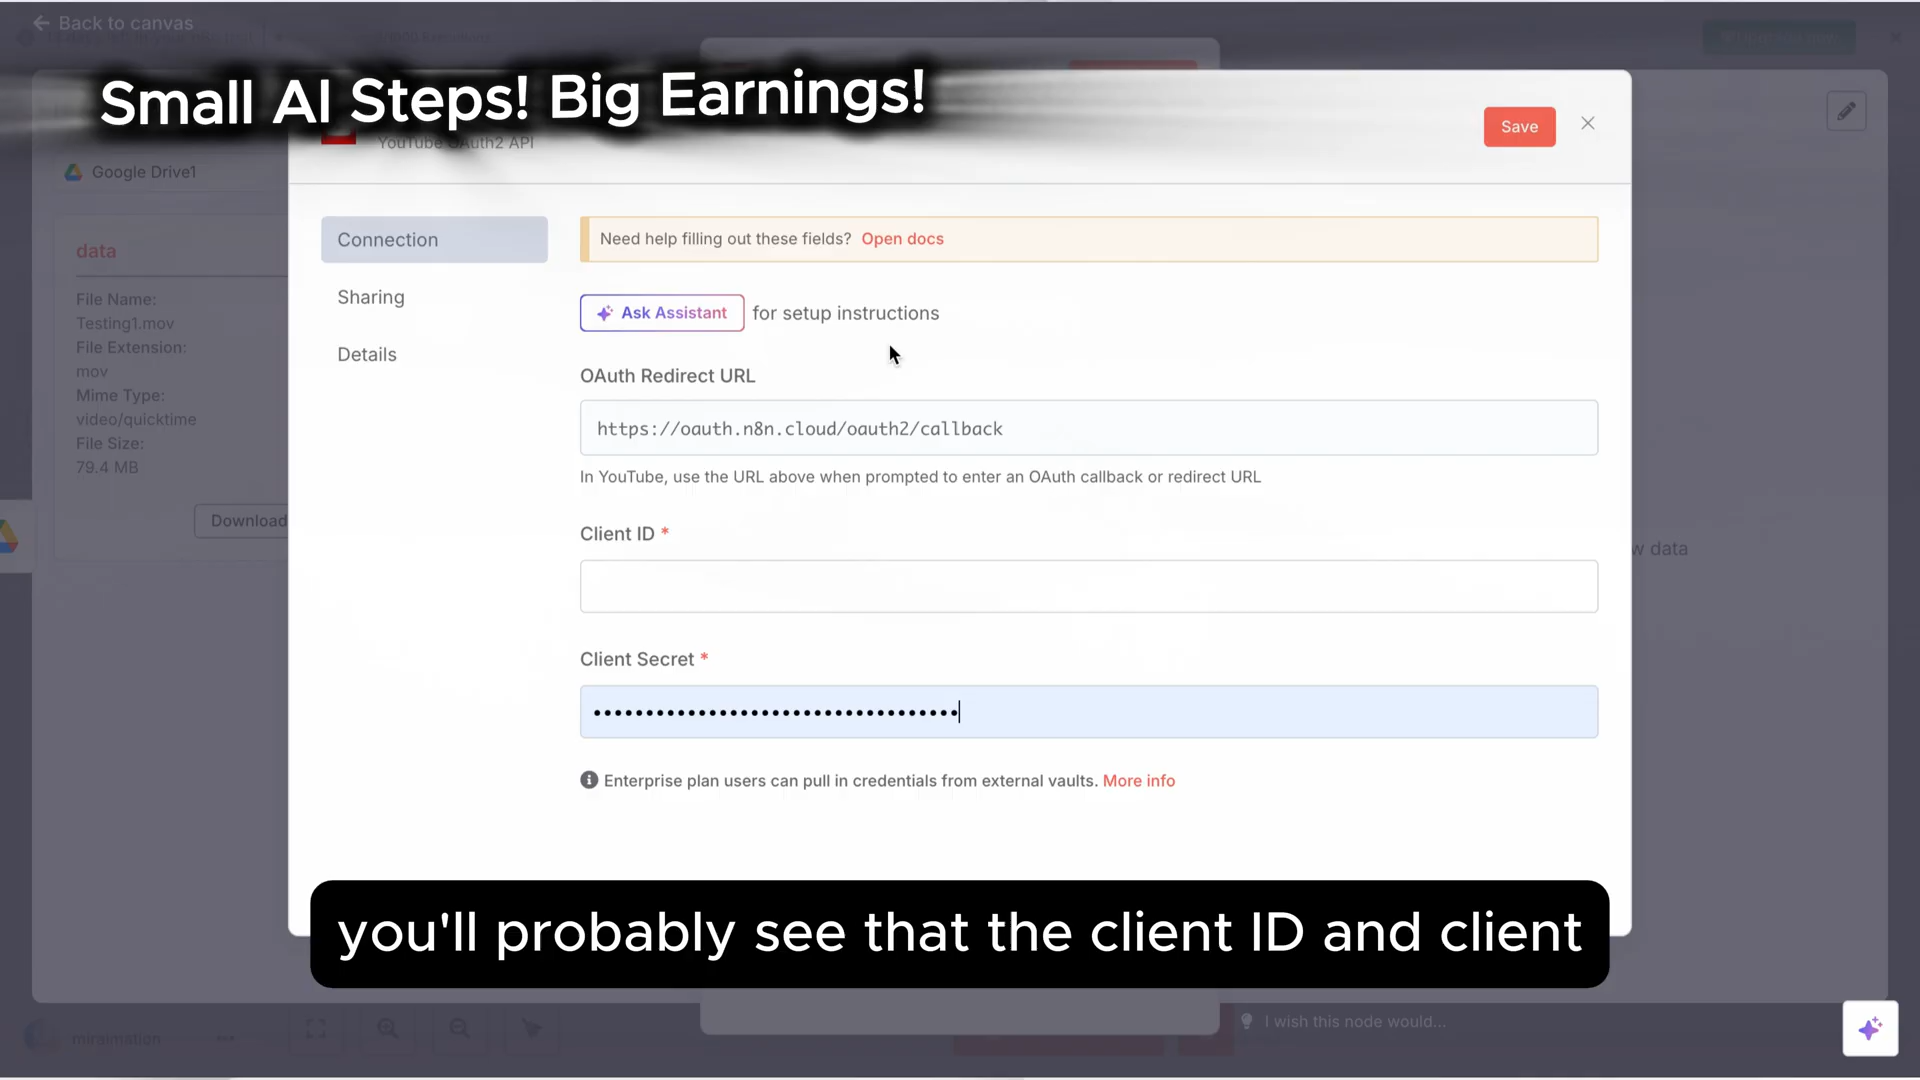 Back to canvas
Small AI Steps! Big Earnings!
YouTube OAuth2 API
Save
Google Drive1
data
File Name:
Testing1.mov
File Extension:
mov
Mime Type:
video/quicktime
File Size:
79.4 MB
Download
Connection
Sharing
Details
Need help filling out these fields? Open docs
Ask Assistant for setup instructions
OAuth Redirect URL
https://oauth.n8n.cloud/oauth2/callback
In YouTube, use the URL above when prompted to enter an OAuth callback or redirect URL
Client ID *
Client Secret *
••••••••••••••••••••••••••••••••••• 
Enterprise plan users can pull in credentials from external vaults. More info
w data
you'll probably see that the client ID and client
miraimation
I wish this node would...